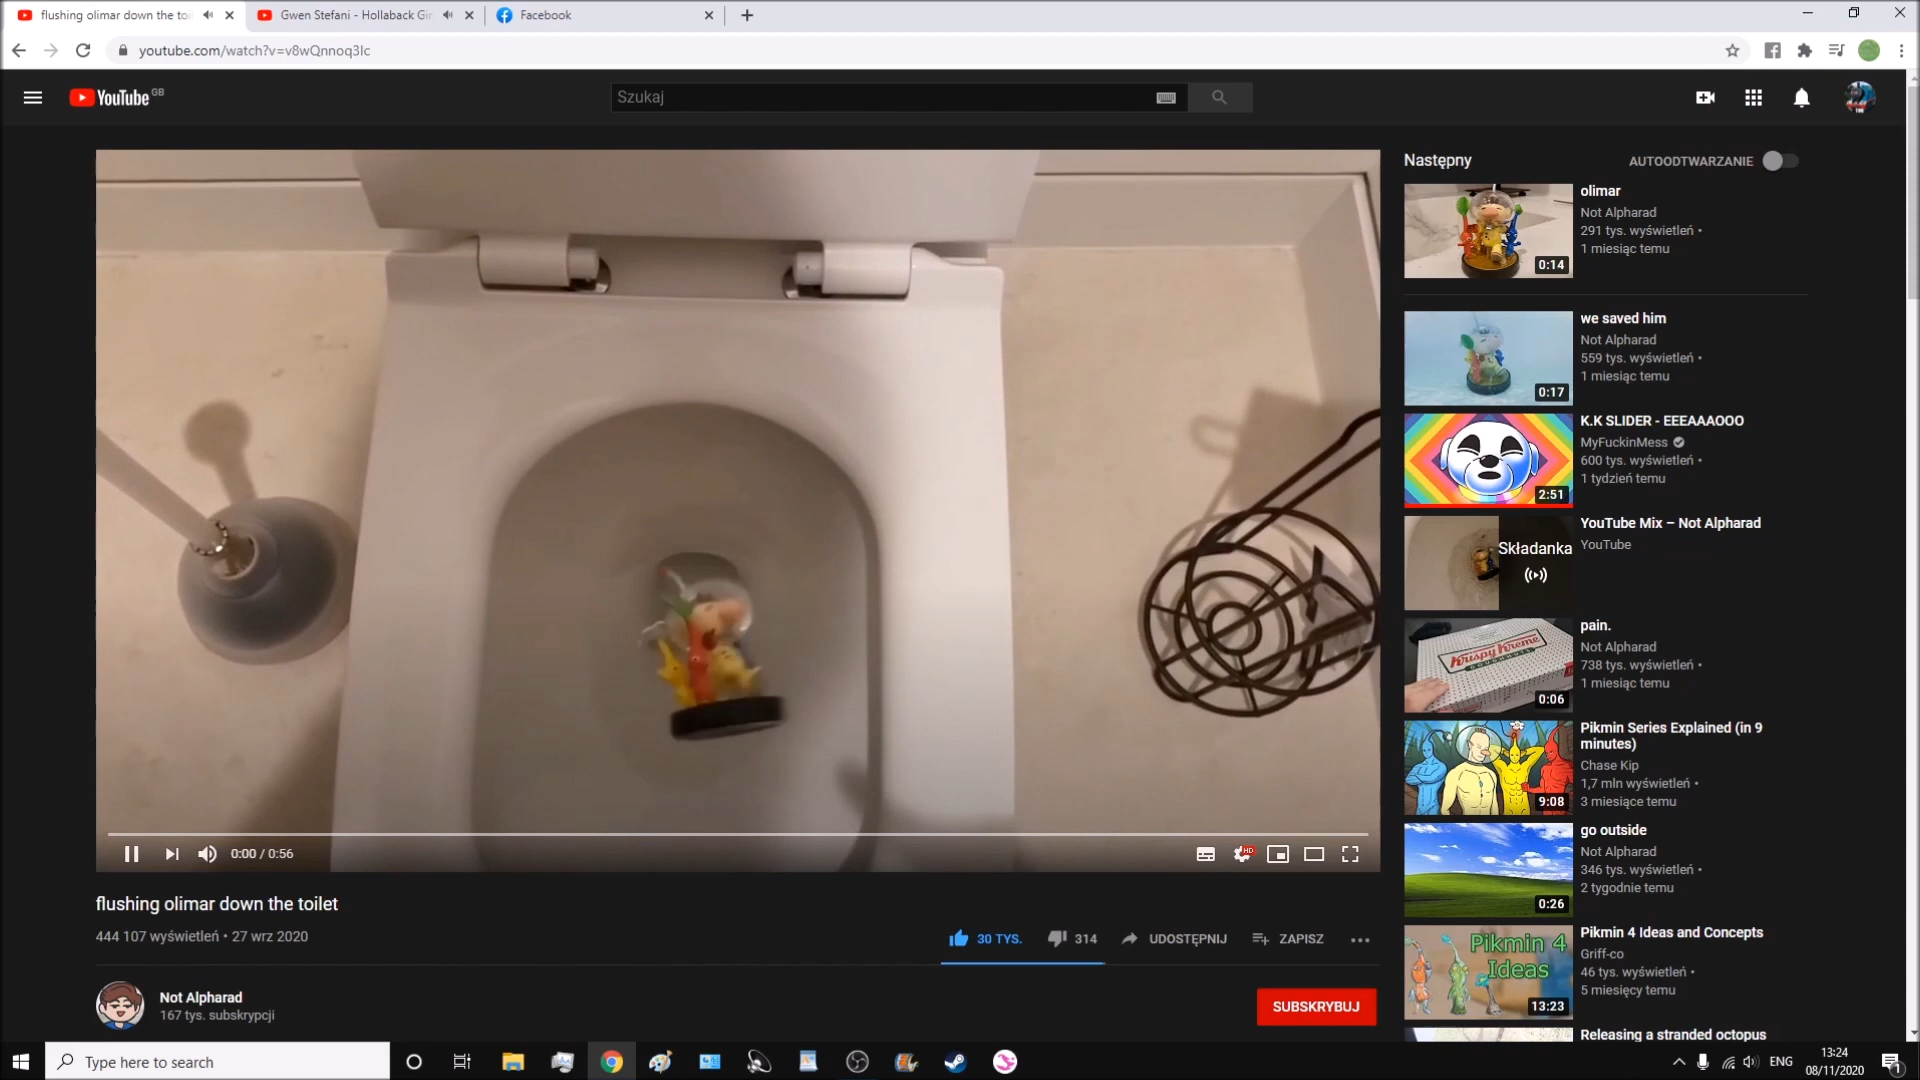 flushing olimar down the toi
Gwen Stefani - Hollaback Gir
Facebook
youtube.com/watch?v=v8wQnnoq3Ic
YouTube GB
Szukaj
Następny
AUTOODTWARZANIE
olimar
Not Alpharad
291 tys. wyświetleń •
1 miesiąc temu
0:14
we saved him
Not Alpharad
559 tys. wyświetleń •
1 miesiąc temu
0:17
K.K SLIDER - EEEAAAOOO
MyFuckinMess
600 tys. wyświetleń •
1 tydzień temu
2:51
YouTube Mix – Not Alpharad
YouTube
Składanka
pain.
Not Alpharad
738 tys. wyświetleń •
1 miesiąc temu
Krispy Kreme
DOUGHNUTS
0:06
Pikmin Series Explained (in 9
minutes)
Chase Kip
1,7 mln wyświetleń •
3 miesiące temu
9:08
go outside
Not Alpharad
346 tys. wyświetleń •
2 tygodnie temu
0:26
Pikmin 4 Ideas and Concepts
Griff-co
46 tys. wyświetleń •
5 miesięcy temu
Pikmin 4
Ideas
13:23
Releasing a stranded octopus
0:00 / 0:56
HD
flushing olimar down the toilet
444 107 wyświetleń • 27 wrz 2020
30 TYS.
314
UDOSTĘPNIJ
ZAPISZ
Not Alpharad
167 tys. subskrypcji
SUBSKRYBUJ
Type here to search
ENG
13:24
08/11/2020
1